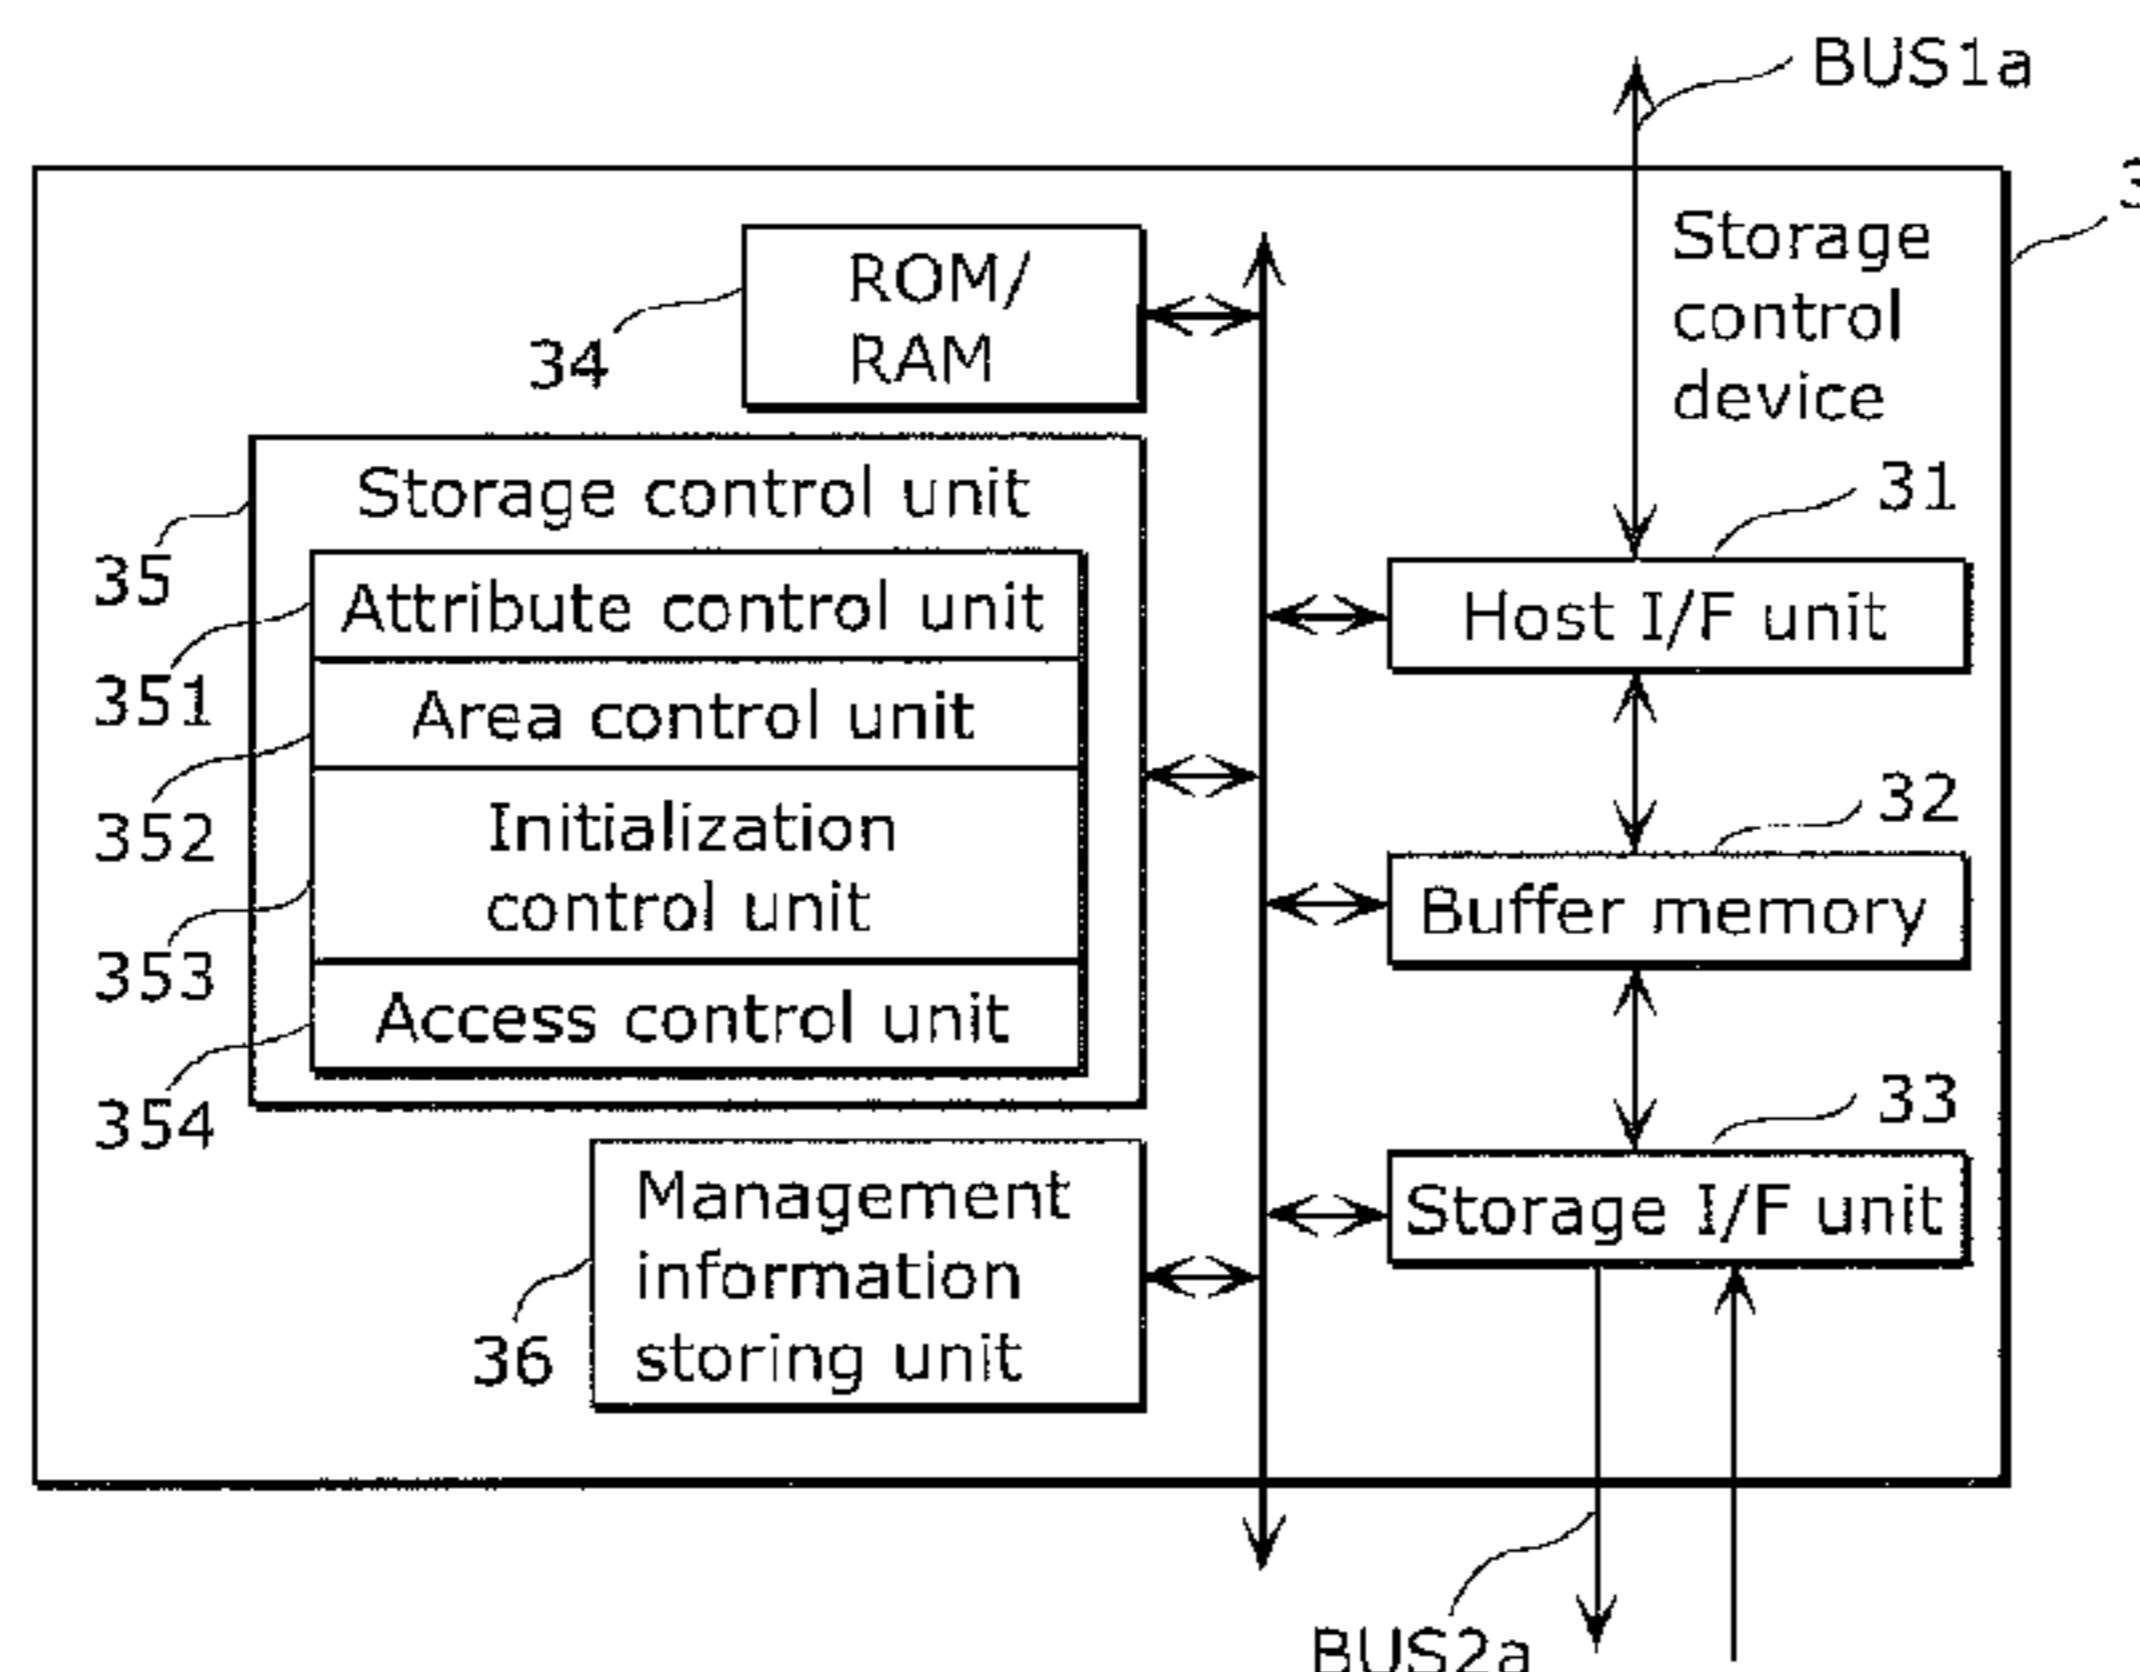 BUS1a
3
Storage
control
device
ROM/
RAM
34
Storage control unit
35
Attribute control unit
351
Area control unit
352
Initialization
control unit
353
Access control unit
354
Management
information
storing unit
36
31
Host I/F unit
32
Buffer memory
33
Storage I/F unit
BUS2a